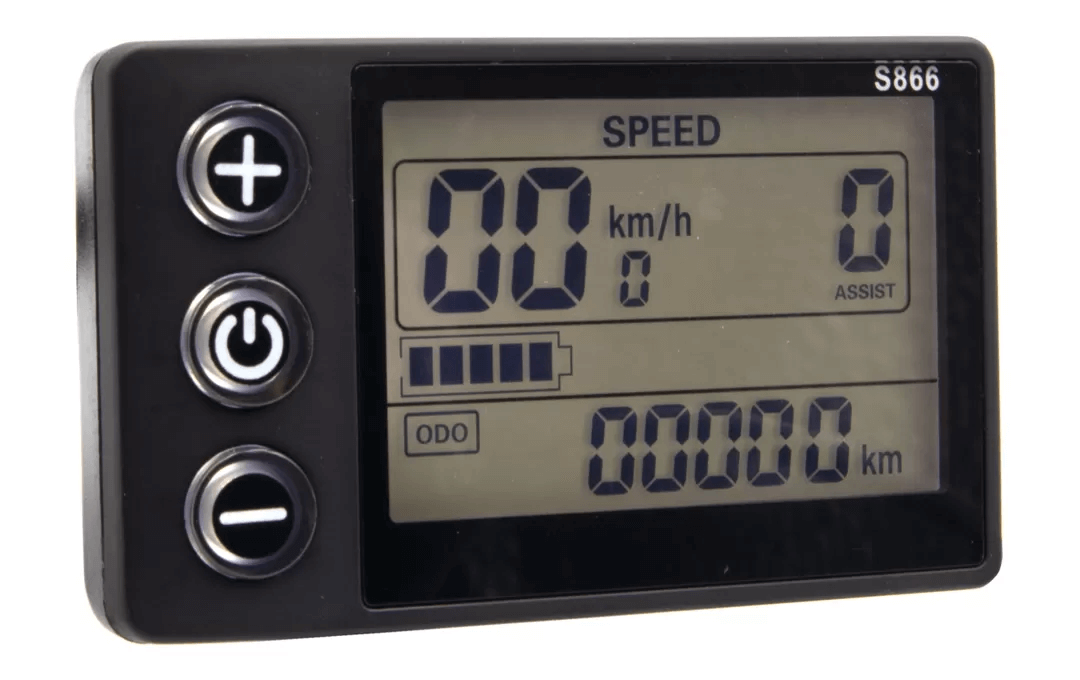 S866
SPEED
00 km/h 0
0
ASSIST
ODO 00000 km